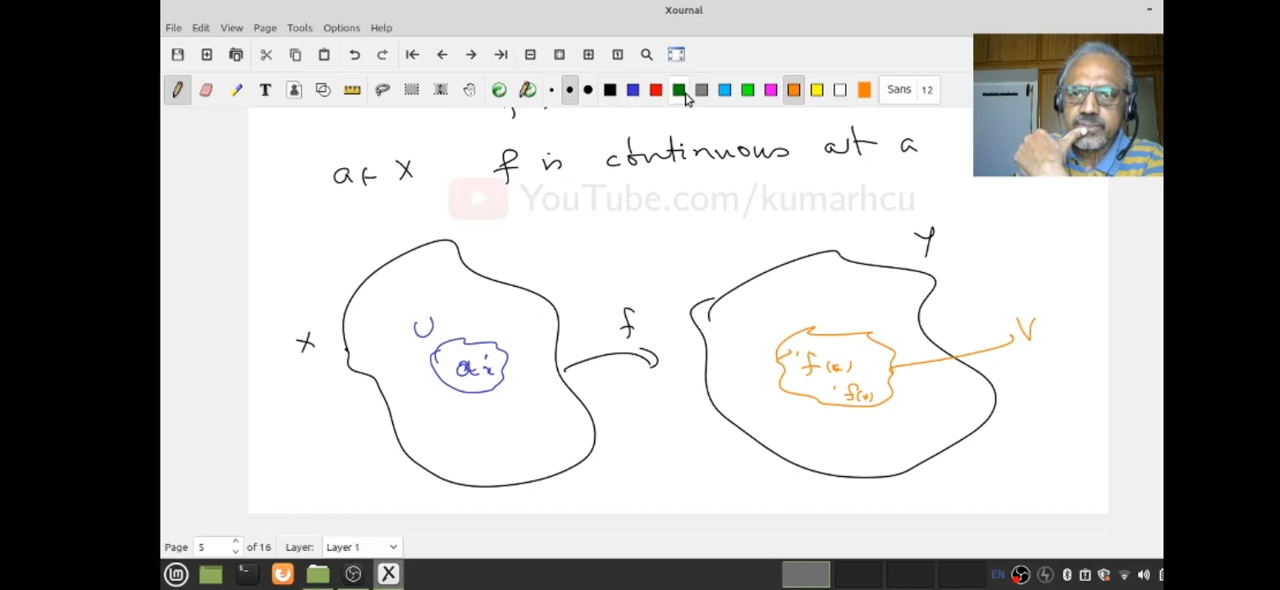 Xournal
File Edit View Page Tools Options Help
Sans 12
a ∈ X f is continuous at a
YouTube.com/kumarhcu
Y
U
f
X
V
a x
f(a)
f(x)
Page 5 of 16 Layer: Layer 1
EN